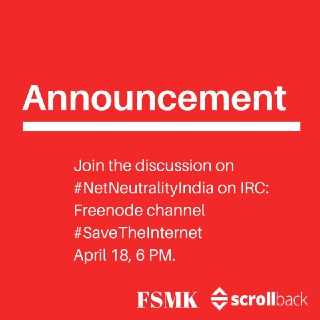 Announcement
Join the discussion on
#NetNeutralityIndia on IRC:
Freenode channel
#SaveTheInternet
April 18, 6 PM.
FSMK scrollback